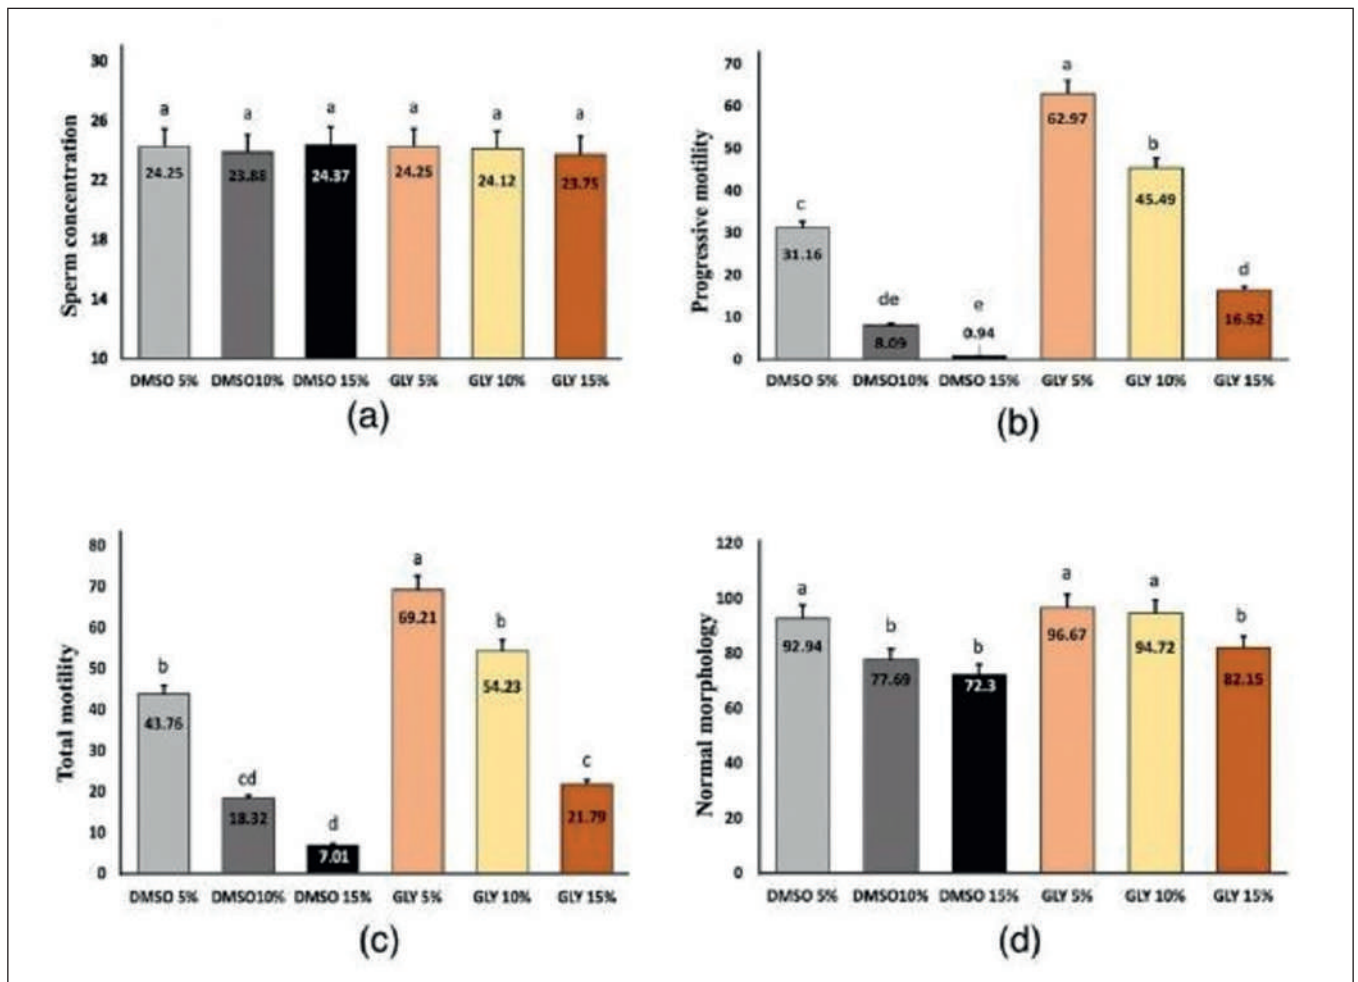 30
26
22
18
14
10
Sperm concentration
a
a
a
a
a
a
24.25
23.88
24.37
24.25
24.12
23.75
DMSO 5%
DMSO10%
DMSO 15%
GLY 5%
GLY 10%
GLY 15%
(a)
70
60
50
40
30
20
10
0
Progressive motility
c
de
e
a
b
d
31.16
8.09
0.94
62.97
45.49
16.52
DMSO 5%
DMSO10%
DMSO 15%
GLY 5%
GLY 10%
GLY 15%
(b)
80
70
60
50
40
30
20
10
0
Total motility
b
cd
d
a
b
c
43.76
18.32
7.01
69.21
54.23
21.79
DMSO 5%
DMSO10%
DMSO 15%
GLY 5%
GLY 10%
GLY 15%
(c)
120
100
80
60
40
20
0
Normal morphology
a
b
b
a
a
b
92.94
77.69
72.3
96.67
94.72
82.15
DMSO 5%
DMSO10%
DMSO 15%
GLY 5%
GLY 10%
GLY 15%
(d)